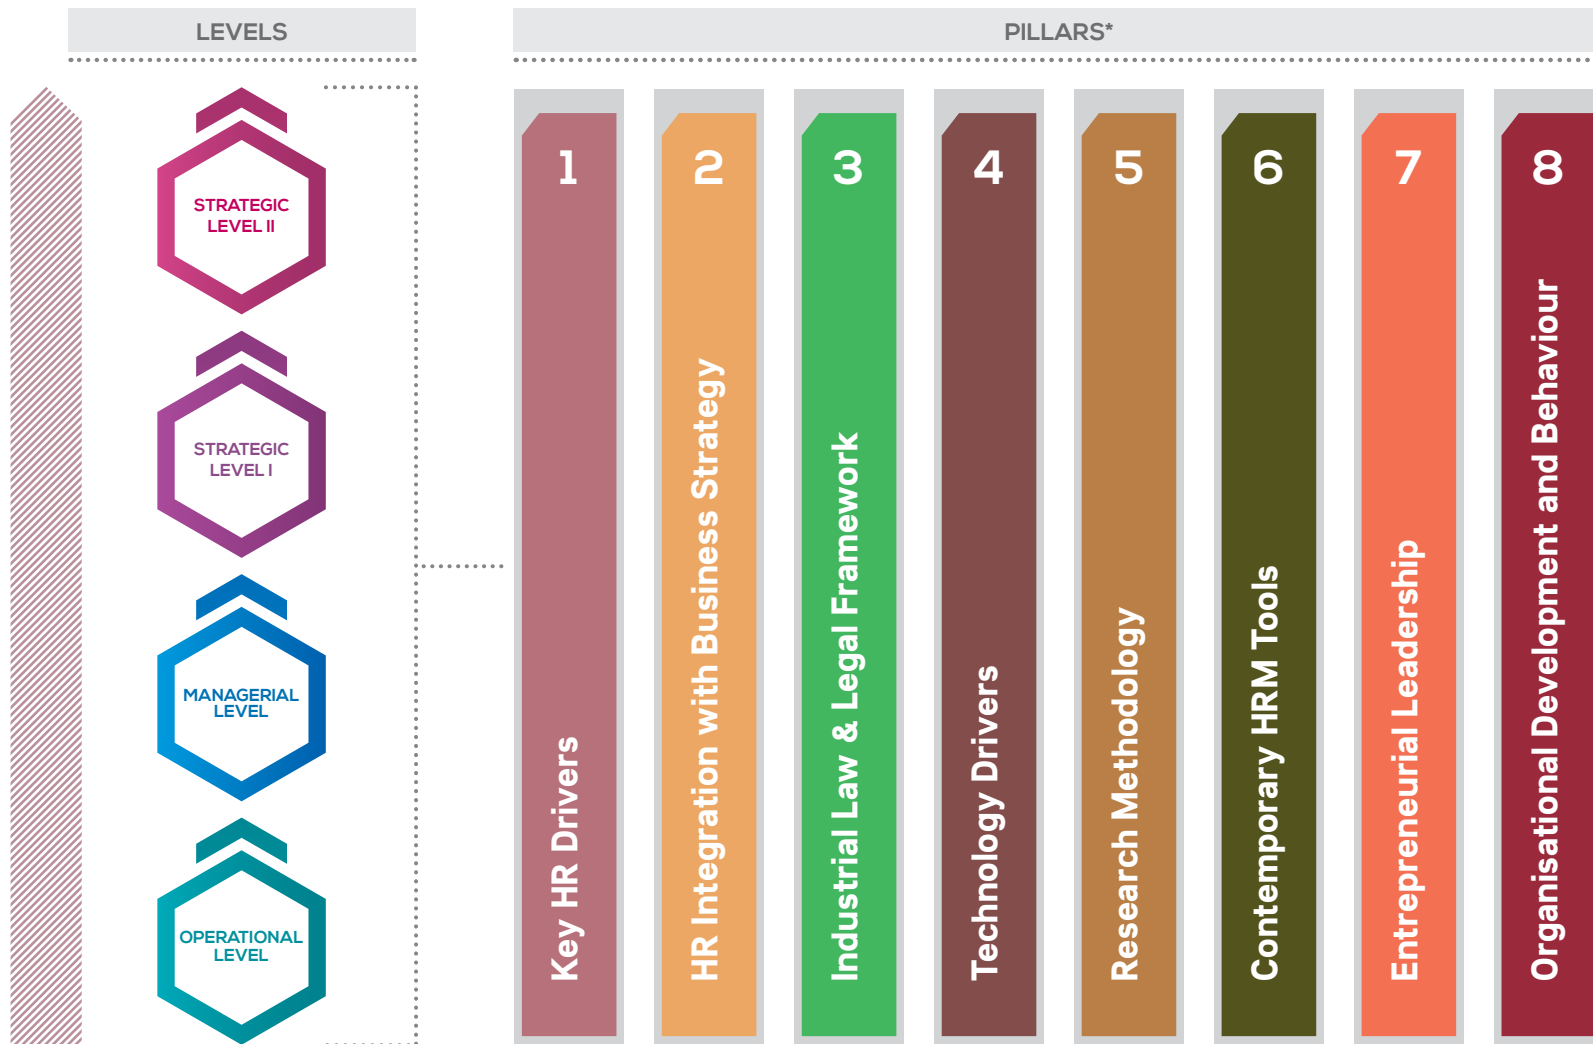 LEVELS
PILLARS*
STRATEGIC
LEVEL II
STRATEGIC
LEVEL I
MANAGERIAL
LEVEL
OPERATIONAL
LEVEL
1
Key HR Drivers
2
HR Integration with Business Strategy
3
Industrial Law & Legal Framework
4
Technology Drivers
5
Research Methodology
6
Contemporary HRM Tools
7
Entrepreneurial Leadership
8
Organisational Development and Behaviour